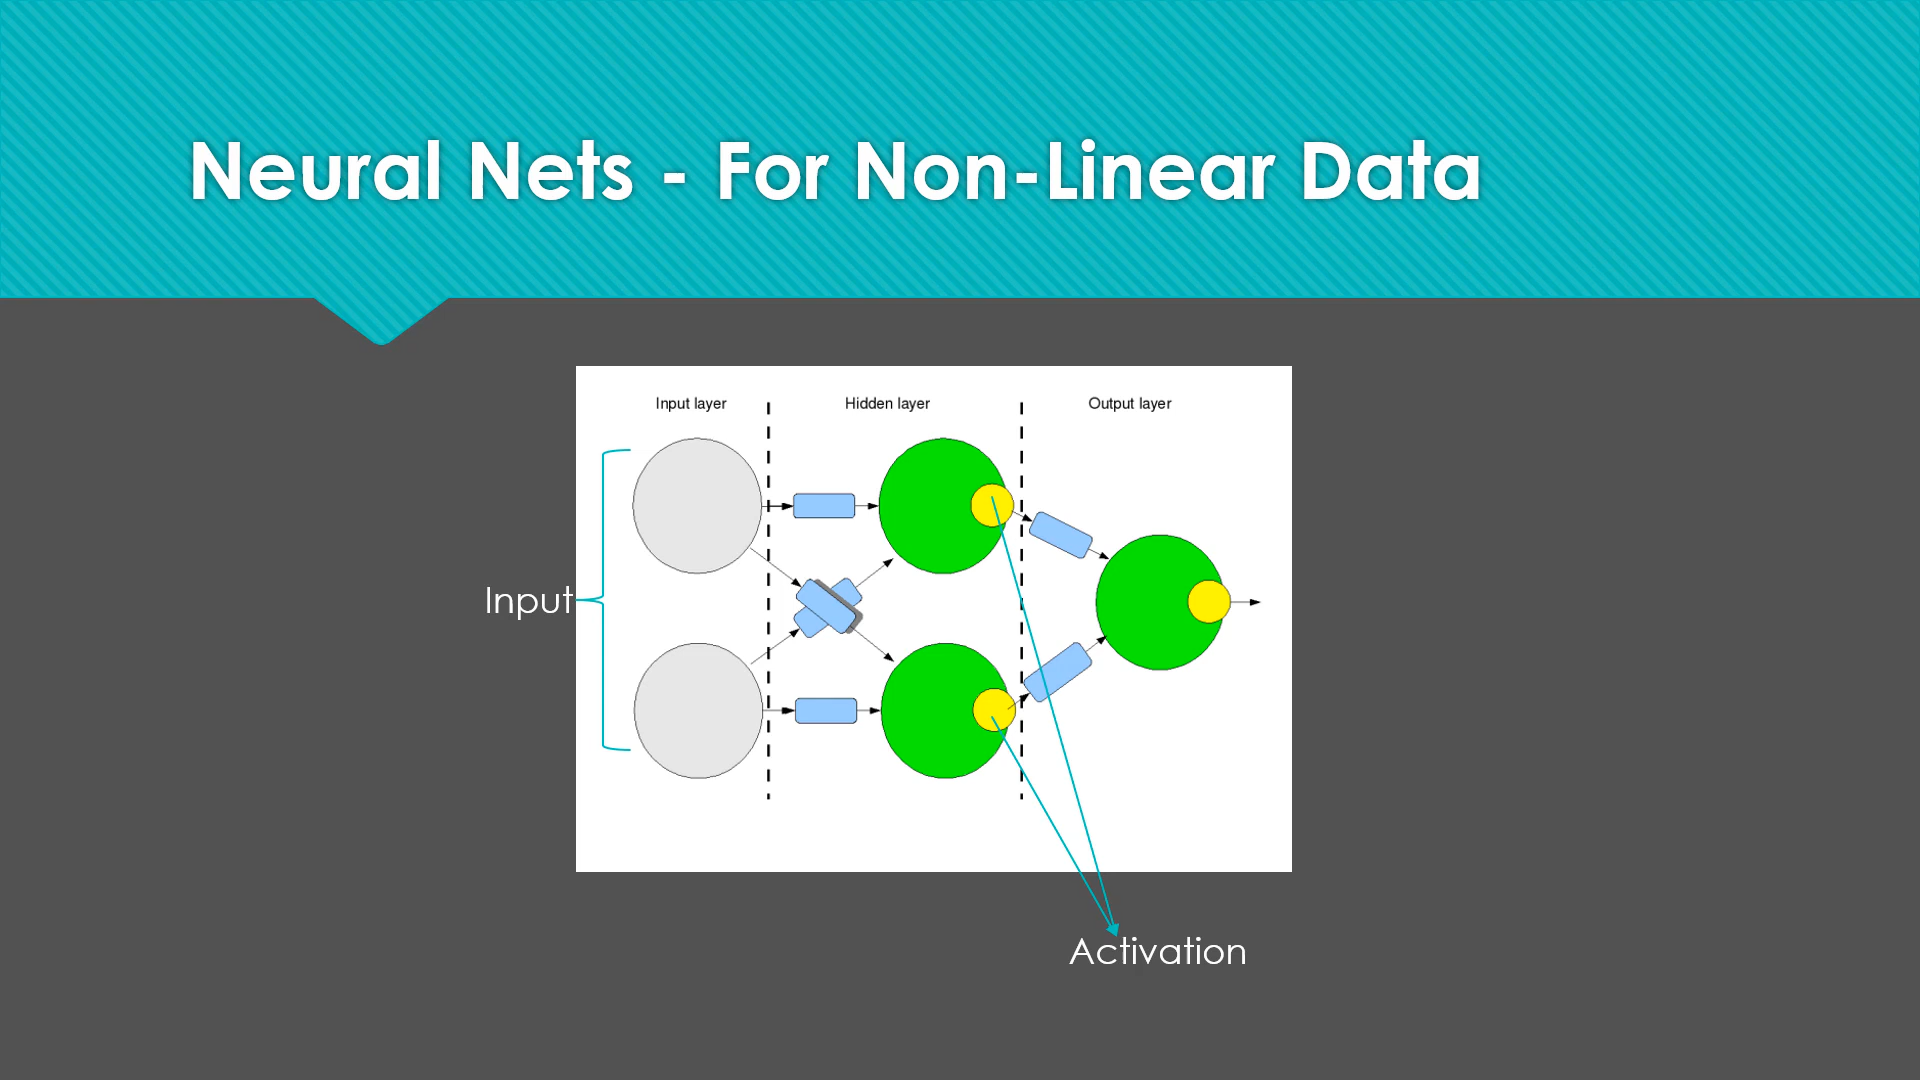 Neural Nets - For Non-Linear Data
Input layer
Hidden layer
Output layer
Input
Activation